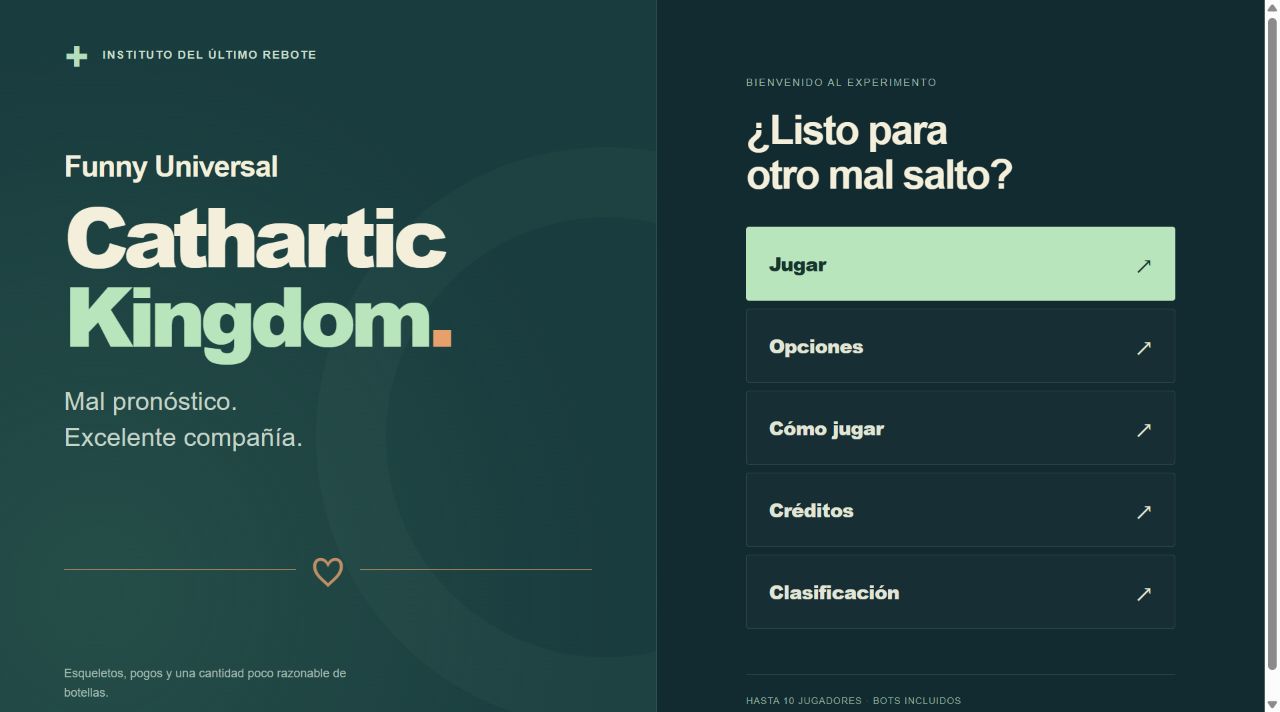 INSTITUTO DEL ÚLTIMO REBOTE
Funny Universal
Cathartic
Kingdom.
Mal pronóstico.
Excelente compañía.
Esqueletos, pogos y una cantidad poco razonable de
botellas.
BIENVENIDO AL EXPERIMENTO
¿Listo para
otro mal salto?
Jugar ↗
Opciones ↗
Cómo jugar ↗
Créditos ↗
Clasificación ↗
HASTA 10 JUGADORES · BOTS INCLUIDOS